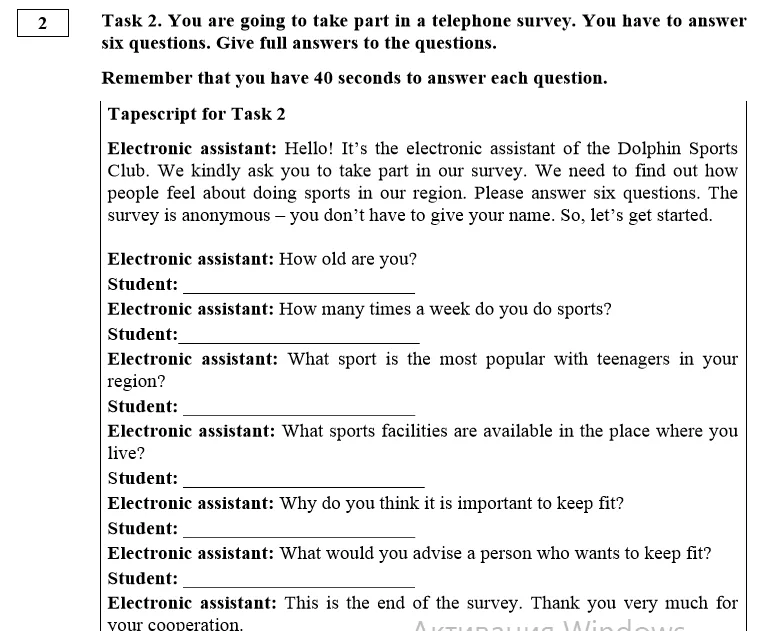 2
Task 2. You are going to take part in a telephone survey. You have to answer
six questions. Give full answers to the questions.
Remember that you have 40 seconds to answer each question.
Tapescript for Task 2
Electronic assistant: Hello! It’s the electronic assistant of the Dolphin Sports
Club. We kindly ask you to take part in our survey. We need to find out how
people feel about doing sports in our region. Please answer six questions. The
survey is anonymous – you don’t have to give your name. So, let’s get started.
Electronic assistant: How old are you?
Student: ____________________
Electronic assistant: How many times a week do you do sports?
Student:____________________
Electronic assistant: What sport is the most popular with teenagers in your
region?
Student: ____________________
Electronic assistant: What sports facilities are available in the place where you
live?
Student: ____________________
Electronic assistant: Why do you think it is important to keep fit?
Student: ____________________
Electronic assistant: What would you advise a person who wants to keep fit?
Student: ____________________
Electronic assistant: This is the end of the survey. Thank you very much for
your cooperation.
Активация Windows